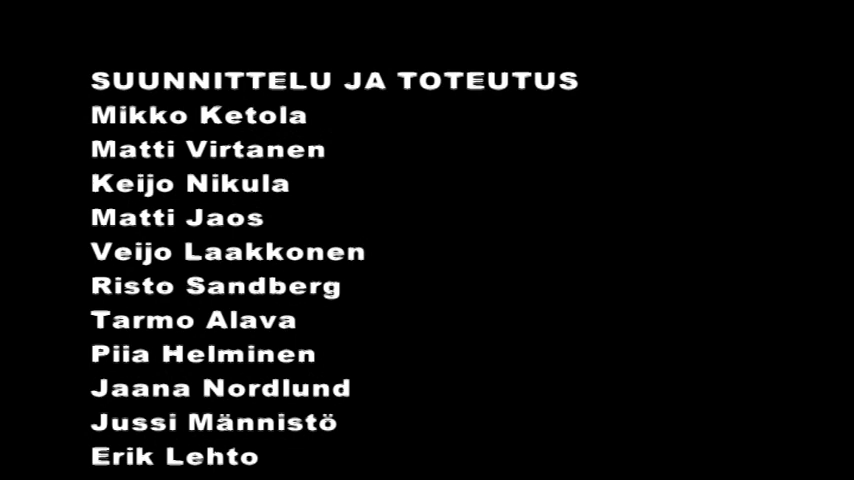 SUUNNITTELU JA TOTEUTUS
Mikko Ketola
Matti Virtanen
Keijo Nikula
Matti Jaos
Veijo Laakkonen
Risto Sandberg
Tarmo Alava
Piia Helminen
Jaana Nordlund
Jussi Männistö
Erik Lehto